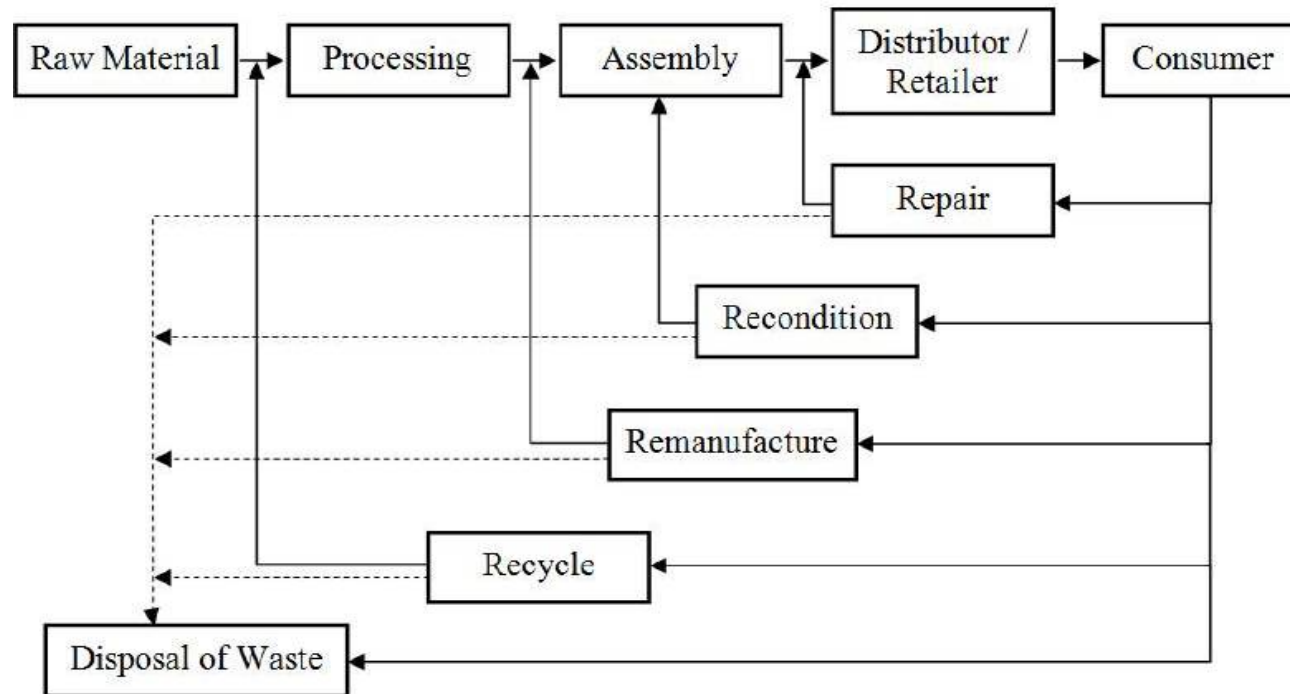 Raw Material
Processing
Assembly
Distributor /
Retailer
Consumer
Repair
Recondition
Remanufacture
Recycle
Disposal of Waste